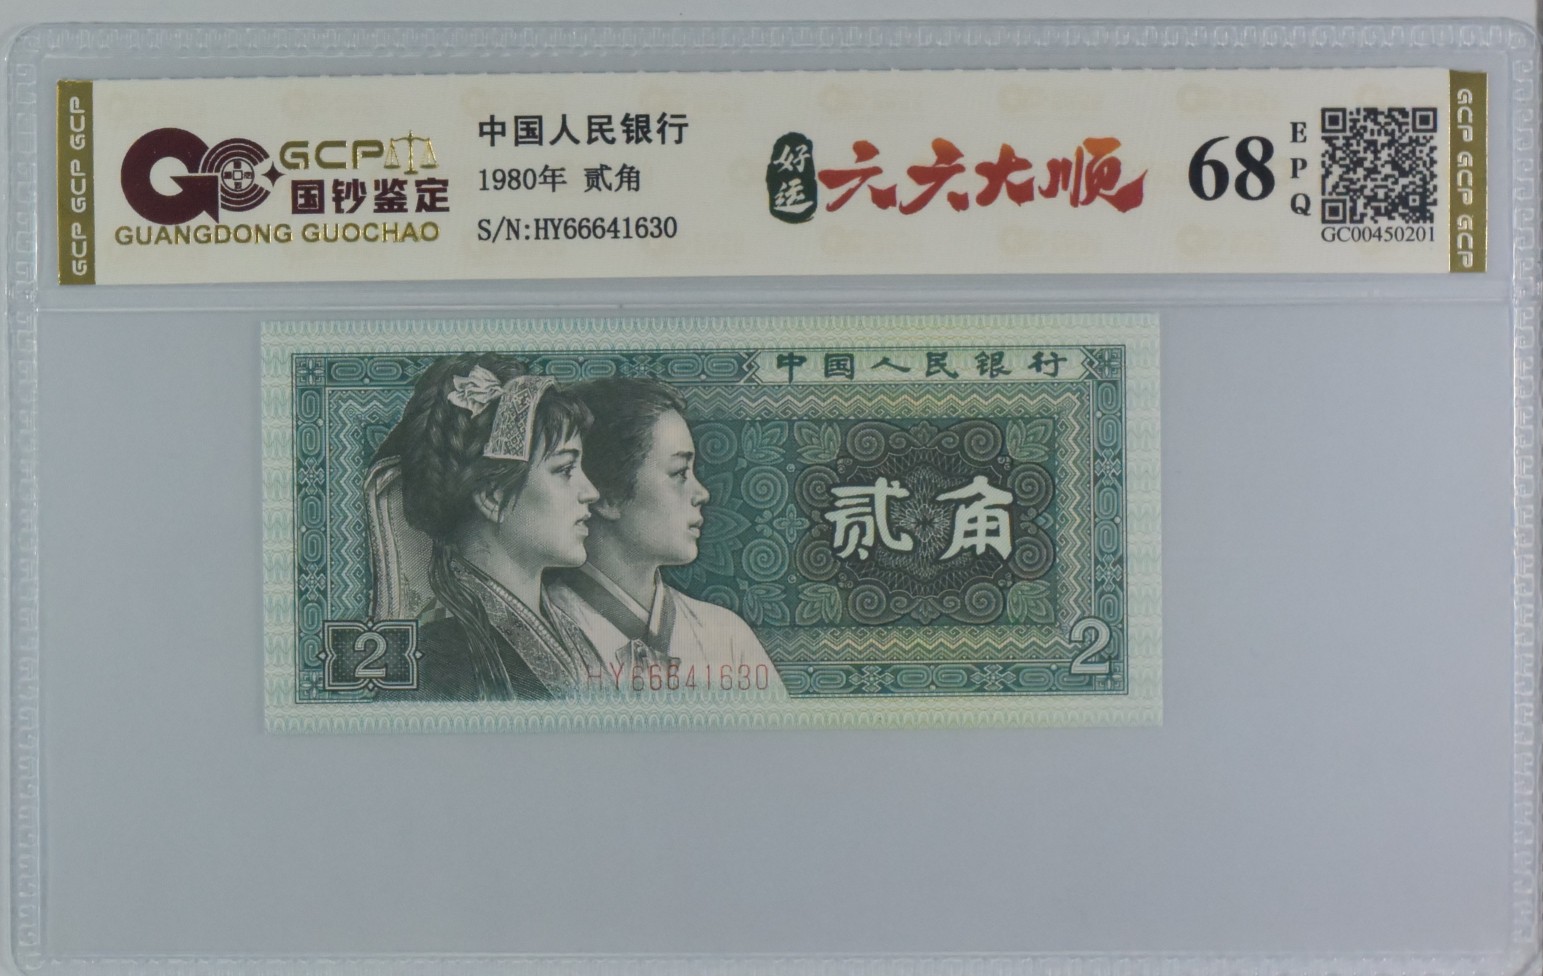 GCP GCP GCP
GCP
国钞鉴定
GUANGDONG GUOCHAO
中国人民银行
1980年 贰角
S/N:HY66641630
好运
六六大顺
68
EPQ
GC00450201
GCP GCP GCP
中国人民银行
贰角
2
2
HY66641630